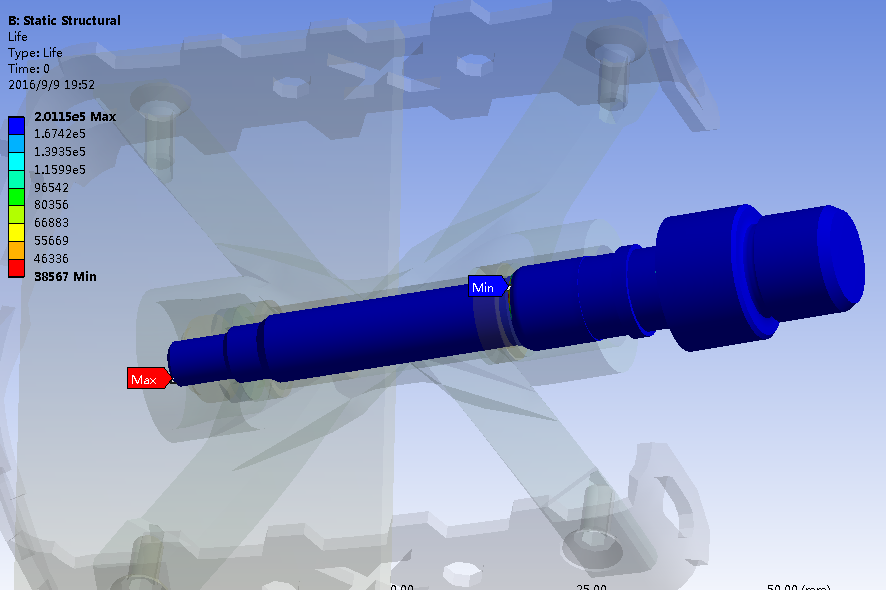 B: Static Structural
Life
Type: Life
Time: 0
2016/9/9 19:52
2.0115e5 Max
1.6742e5
1.3935e5
1.1599e5
96542
80356
66883
55669
46336
38567 Min
Min
Max
0.00 25.00 50.00 (mm)